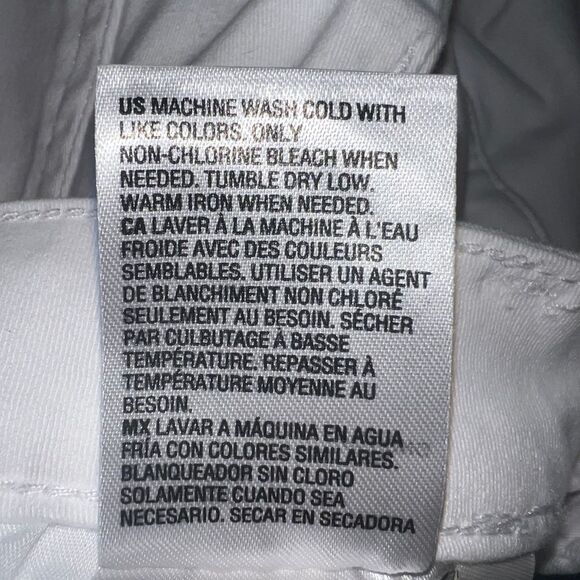 US MACHINE WASH COLD WITH
LIKE COLORS. ONLY
NON-CHLORINE BLEACH WHEN
NEEDED. TUMBLE DRY LOW.
WARM IRON WHEN NEEDED.
CA LAVER À LA MACHINE À L'EAU
FROIDE AVEC DES COULEURS
SEMBLABLES. UTILISER UN AGENT
DE BLANCHIMENT NON CHLORÉ
SEULEMENT AU BESOIN. SÉCHER
PAR CULBUTAGE À BASSE
TEMPÉRATURE. REPASSER À
TEMPÉRATURE MOYENNE AU
BESOIN.
MX LAVAR A MÁQUINA EN AGUA
FRÍA CON COLORES SIMILARES.
BLANQUEADOR SIN CLORO
SOLAMENTE CUANDO SEA
NECESARIO. SECAR EN SECADORA